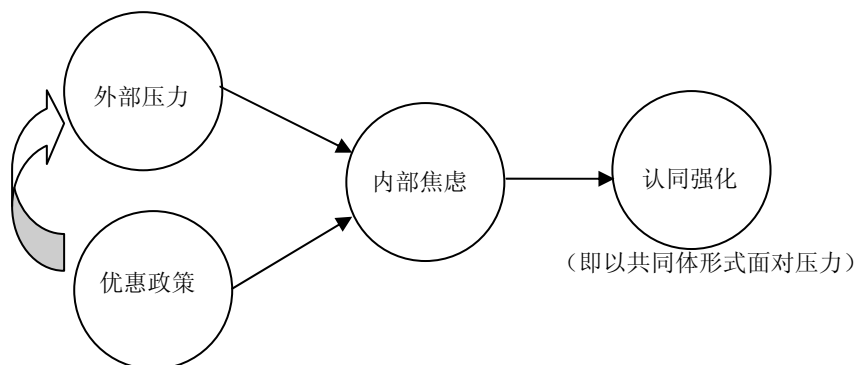 外部压力
内部焦虑
认同强化
（即以共同体形式面对压力）
优惠政策